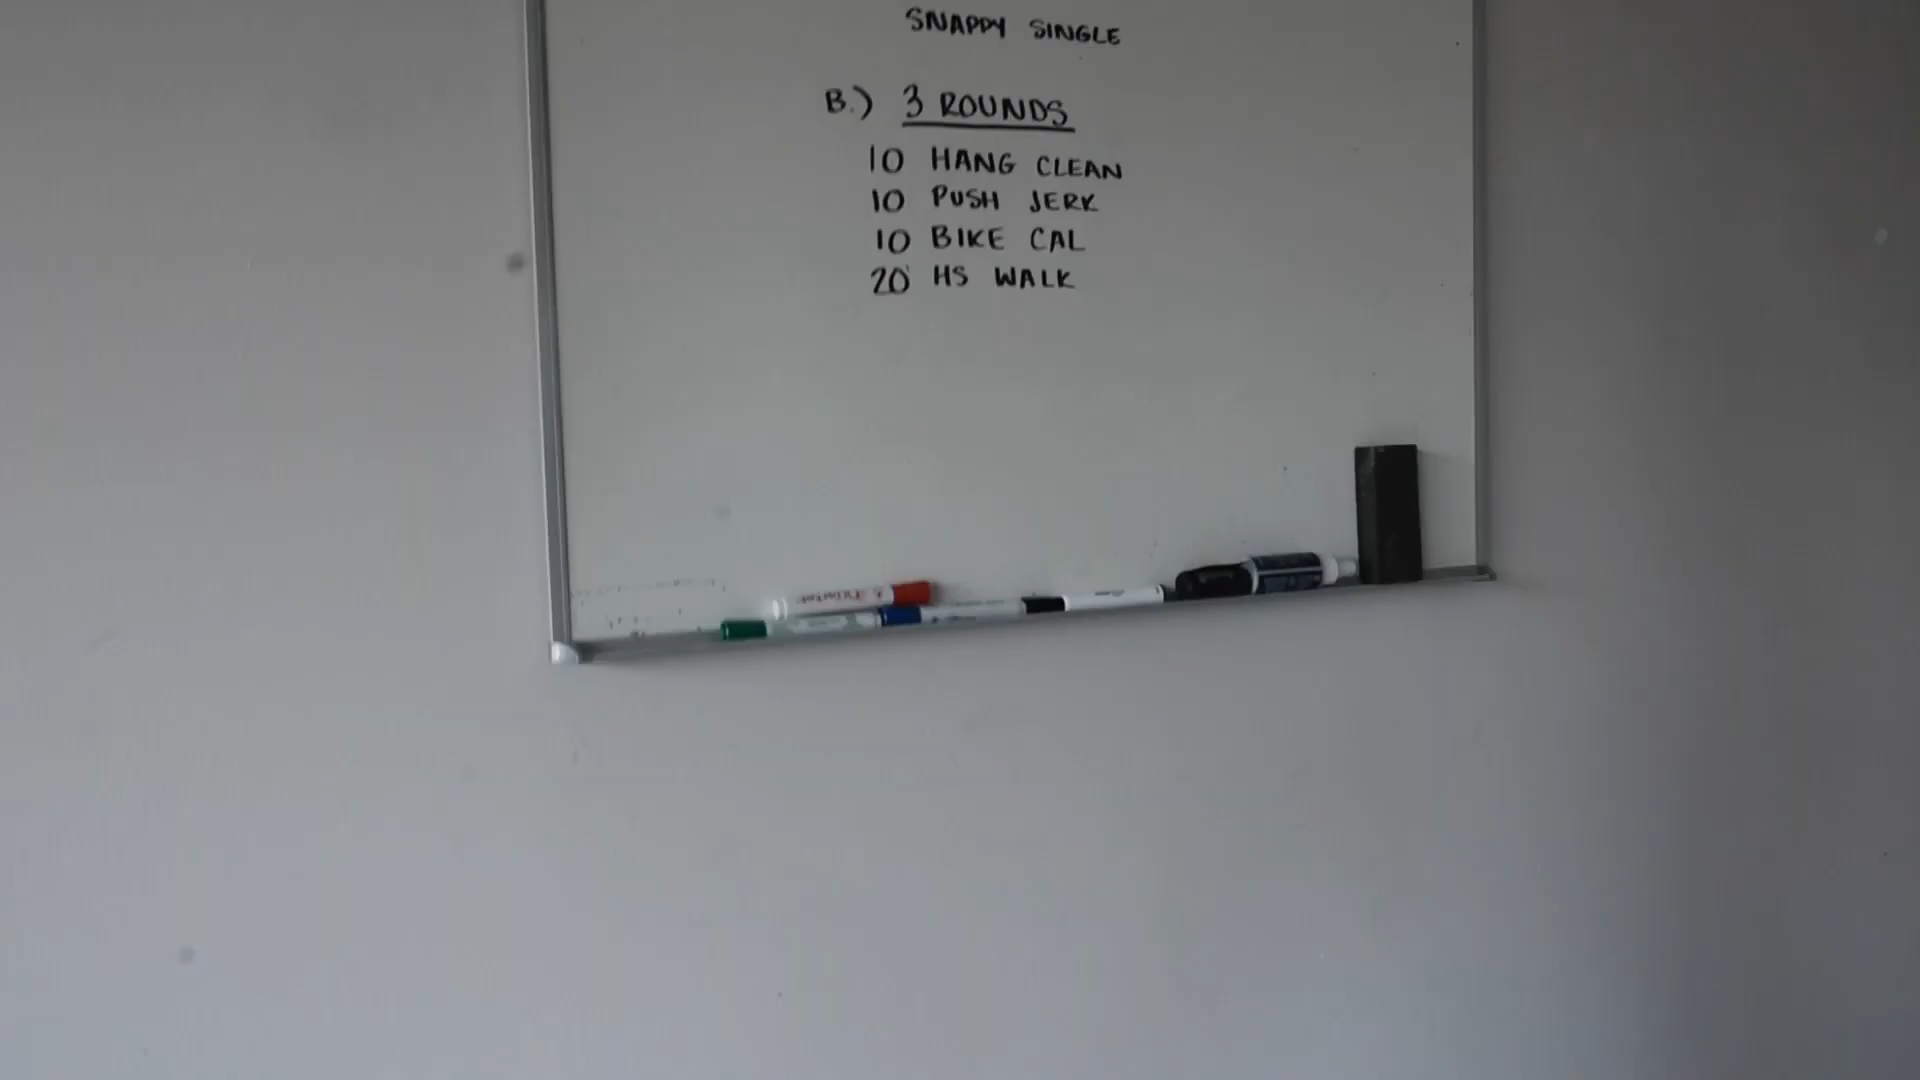 SNAPPY SINGLE
B.) 3 ROUNDS
10 HANG CLEAN
10 PUSH JERK
10 BIKE CAL
20' HS WALK